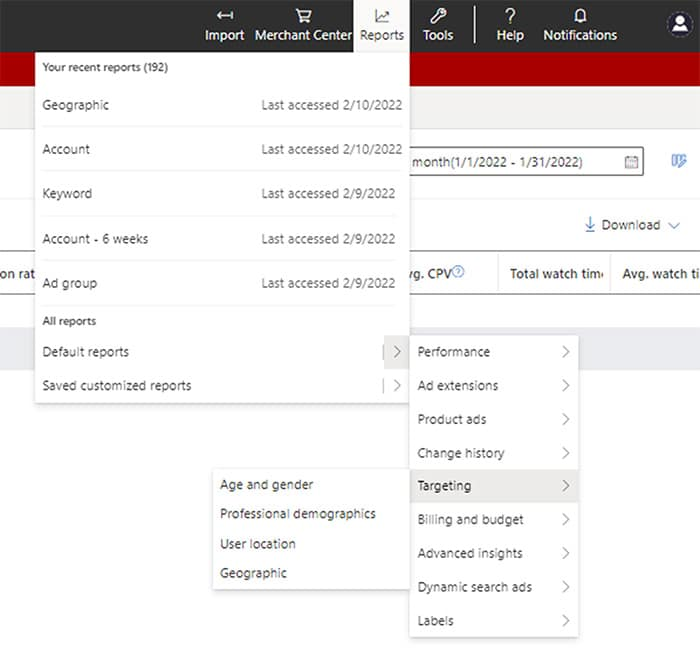 Import Merchant Center Reports Tools Help Notifications
Your recent reports (192)
Geographic Last accessed 2/10/2022
Account Last accessed 2/10/2022
month(1/1/2022 - 1/31/2022)
Keyword Last accessed 2/9/2022
Download
Account - 6 weeks Last accessed 2/9/2022
on rat
vg. CPV Total watch time Avg. watch ti
Ad group Last accessed 2/9/2022
All reports
Default reports
Saved customized reports
Performance
Ad extensions
Product ads
Change history
Targeting
Billing and budget
Advanced insights
Dynamic search ads
Labels
Age and gender
Professional demographics
User location
Geographic